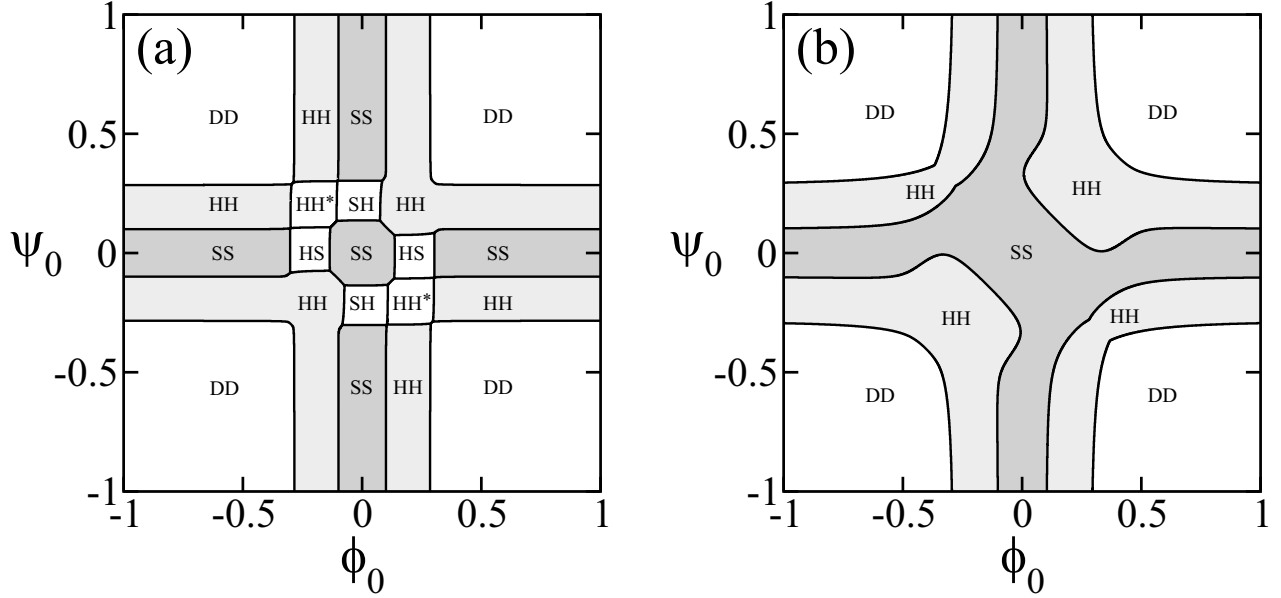 (a)
1
0.5
0
-0.5
-1
ψ0
DD HH SS DD
HH HH* SH HH
SS HS SS HS SS
HH SH HH* HH
DD SS HH DD
-1 -0.5 0 0.5 1
ϕ0
(b)
1
0.5
0
-0.5
-1
ψ0
DD DD
HH HH
SS
HH HH
DD DD
-1 -0.5 0 0.5 1
ϕ0